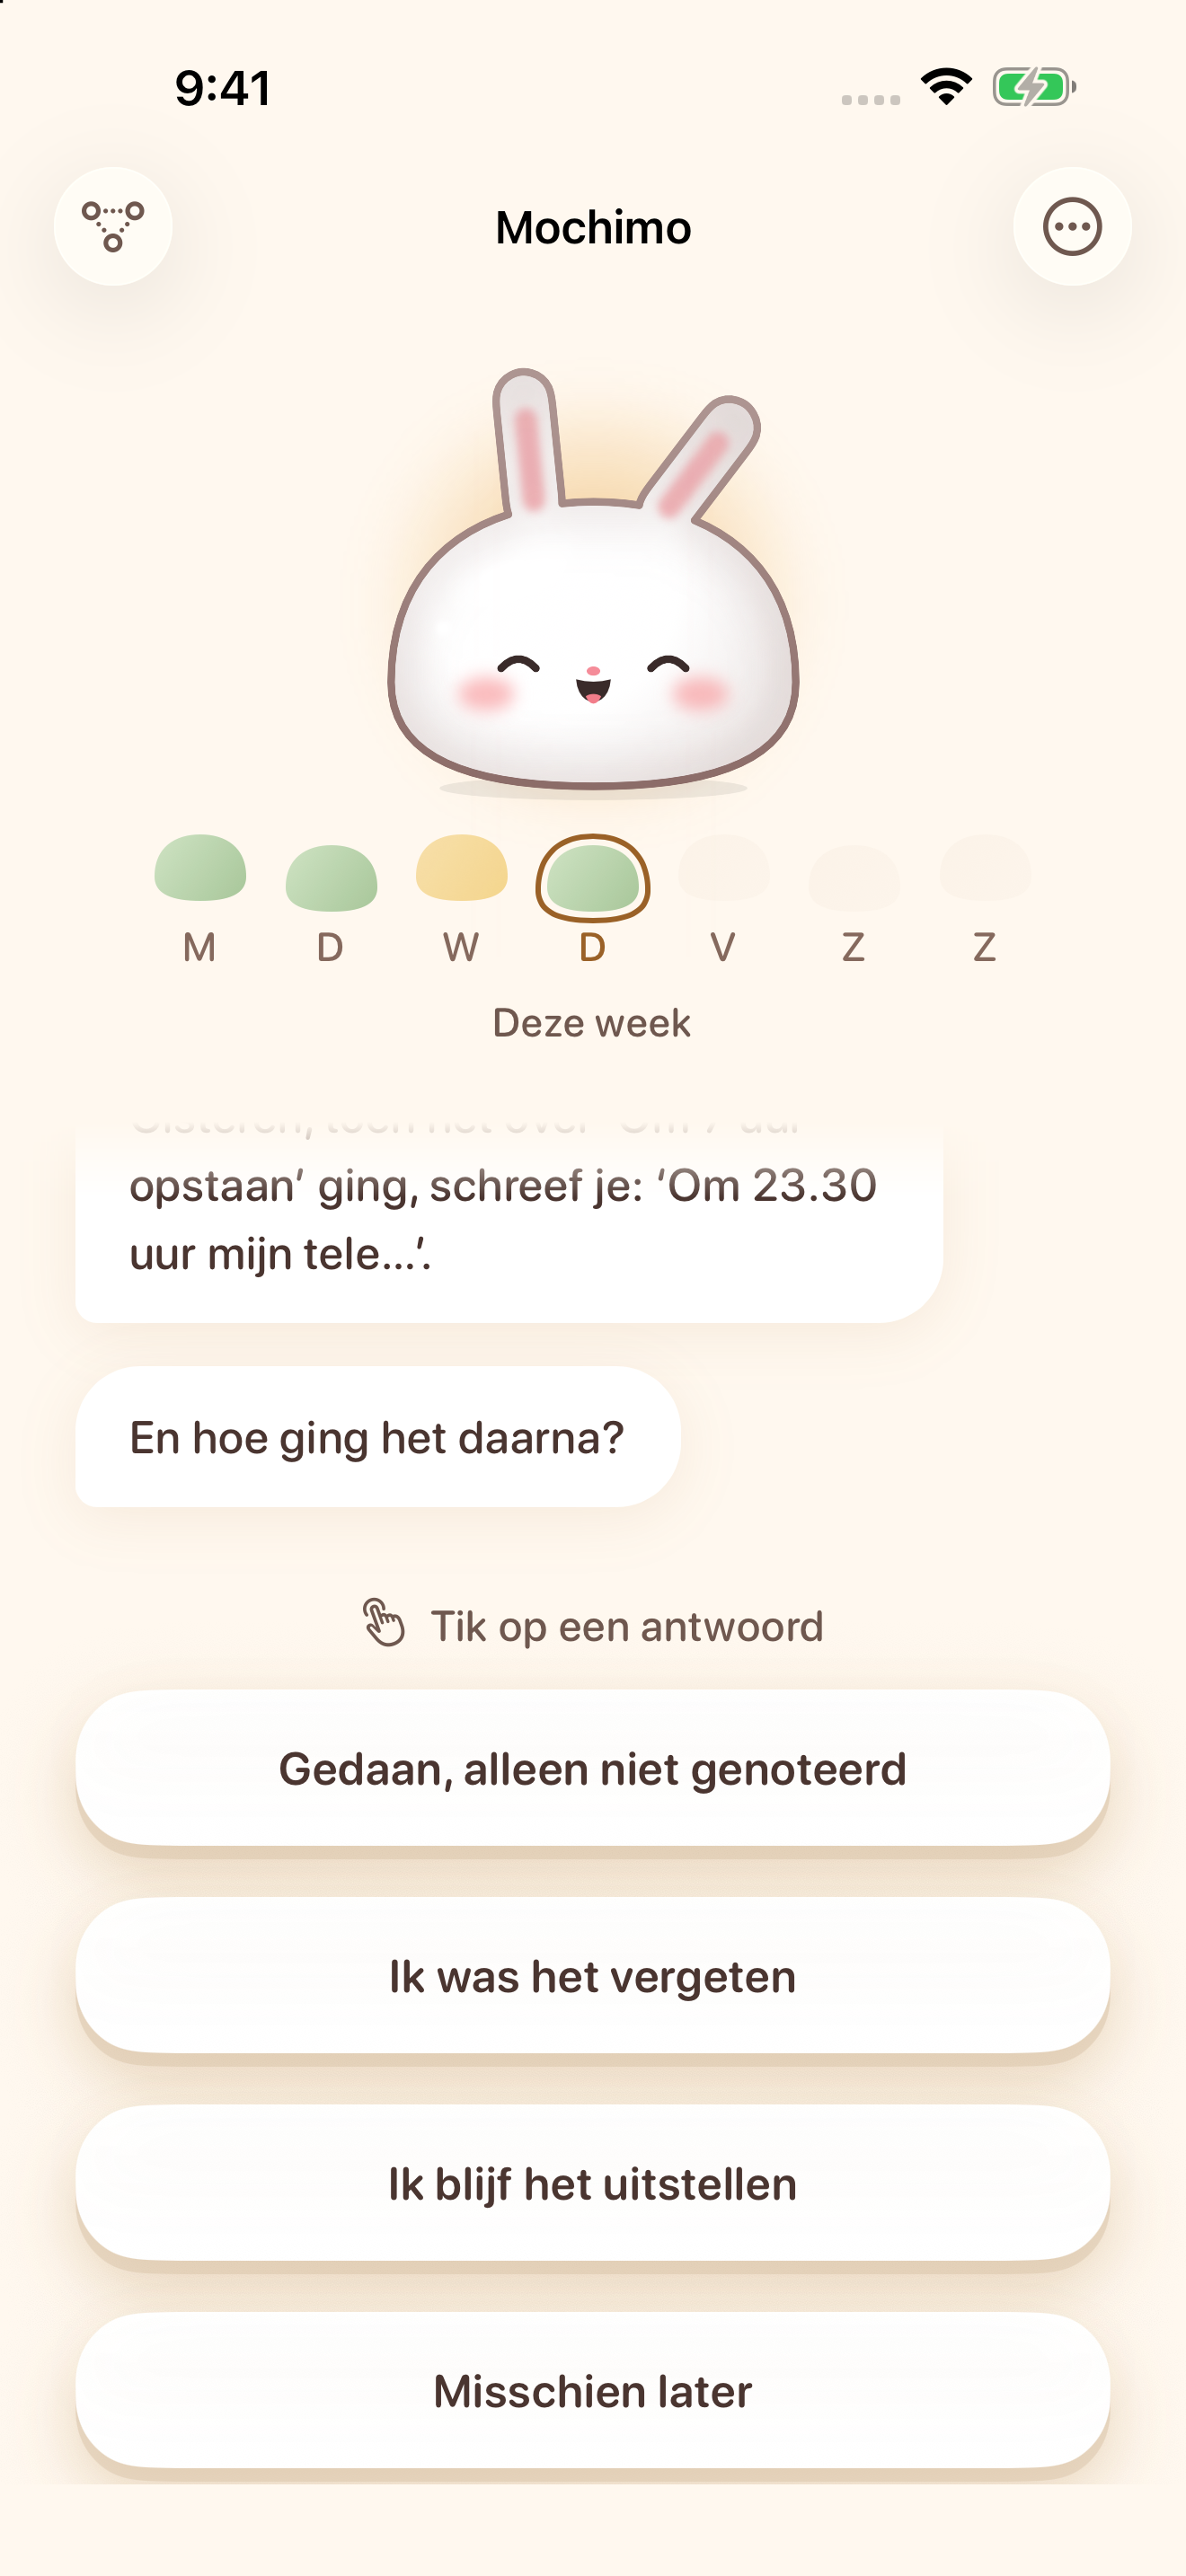 9:41
Mochimo
M D W D V Z Z
Deze week
opstaan’ ging, schreef je: ‘Om 23.30
uur mijn tele...’.
En hoe ging het daarna?
Tik op een antwoord
Gedaan, alleen niet genoteerd
Ik was het vergeten
Ik blijf het uitstellen
Misschien later